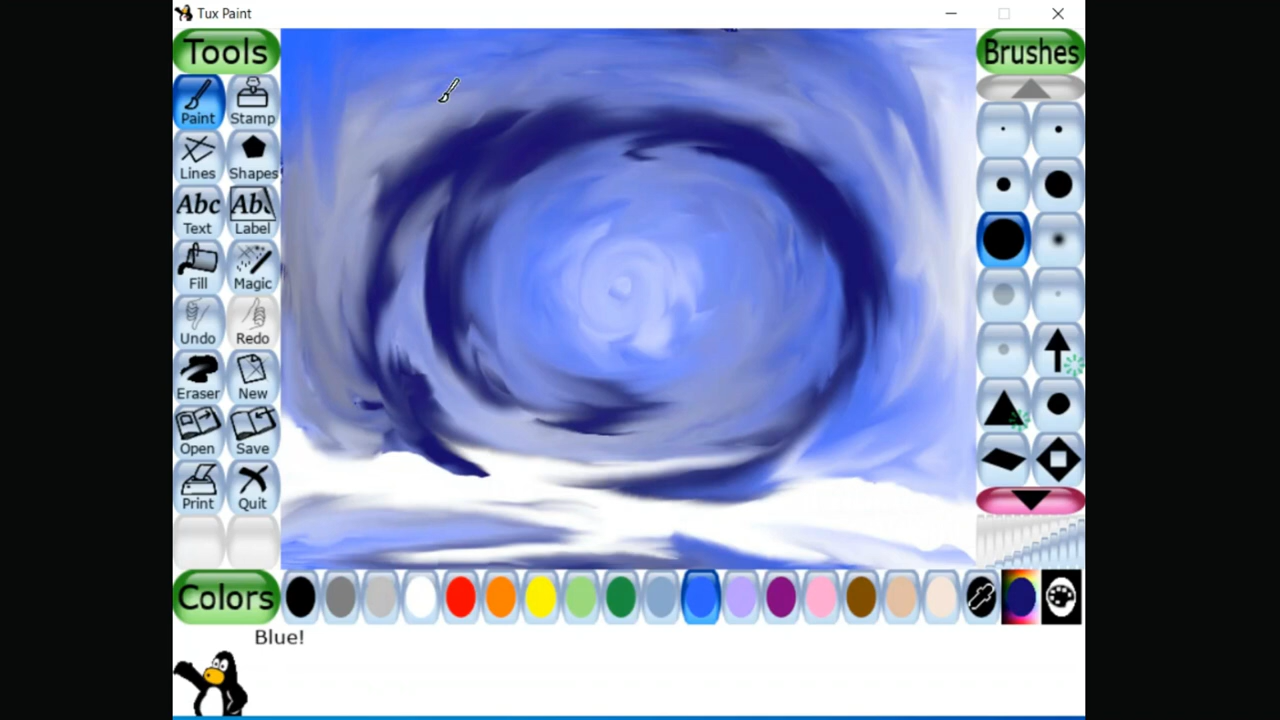 Tux Paint
Tools
Brushes
Paint
Stamp
Lines
Shapes
Abc
Abc
Text
Label
Fill
Magic
Undo
Redo
Eraser
New
Open
Save
Print
Quit
Colors
Blue!